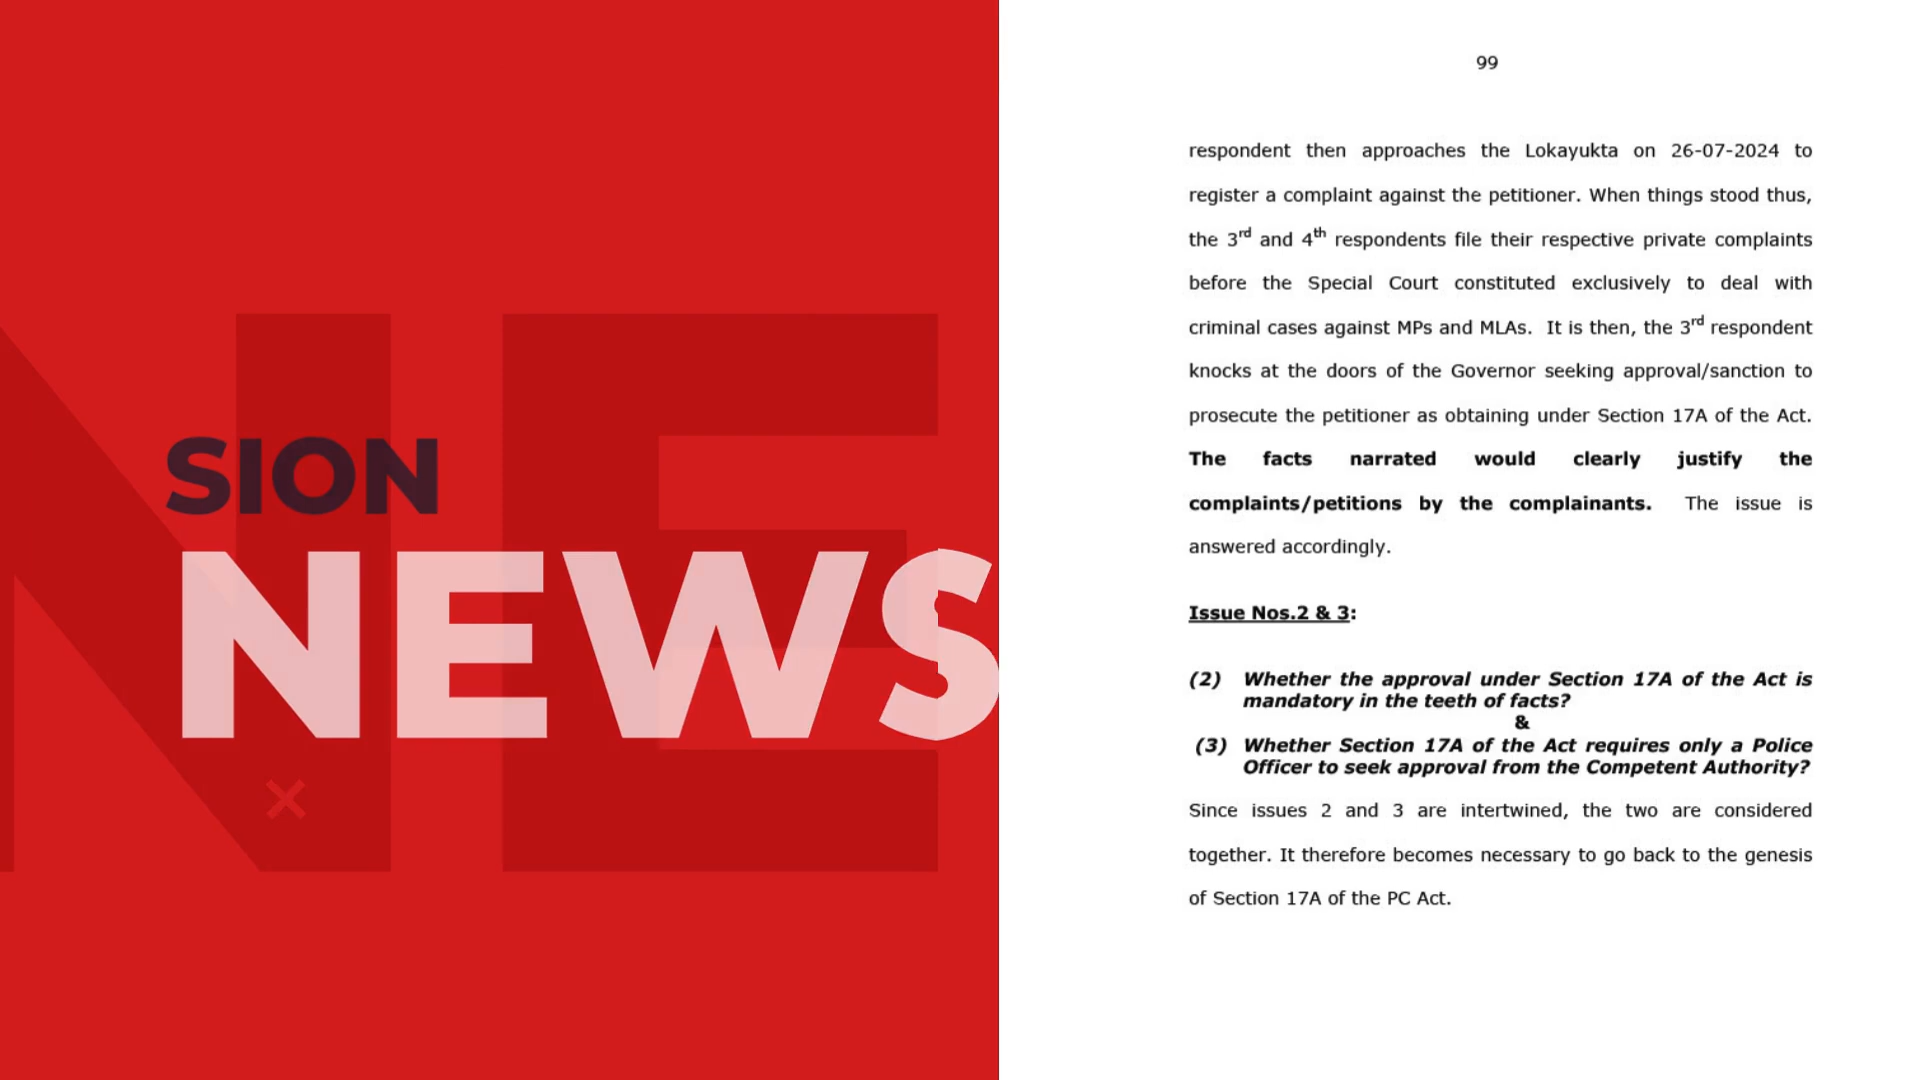 SION
NEWS
99
respondent then approaches the Lokayukta on 26-07-2024 to
register a complaint against the petitioner. When things stood thus,
the 3rd and 4th respondents file their respective private complaints
before the Special Court constituted exclusively to deal with
criminal cases against MPs and MLAs. It is then, the 3rd respondent
knocks at the doors of the Governor seeking approval/sanction to
prosecute the petitioner as obtaining under Section 17A of the Act.
The facts narrated would clearly justify the
complaints/petitions by the complainants. The issue is
answered accordingly.
Issue Nos.2 & 3:
(2) Whether the approval under Section 17A of the Act is
mandatory in the teeth of facts?
&
(3) Whether Section 17A of the Act requires only a Police
Officer to seek approval from the Competent Authority?
Since issues 2 and 3 are intertwined, the two are considered
together. It therefore becomes necessary to go back to the genesis
of Section 17A of the PC Act.